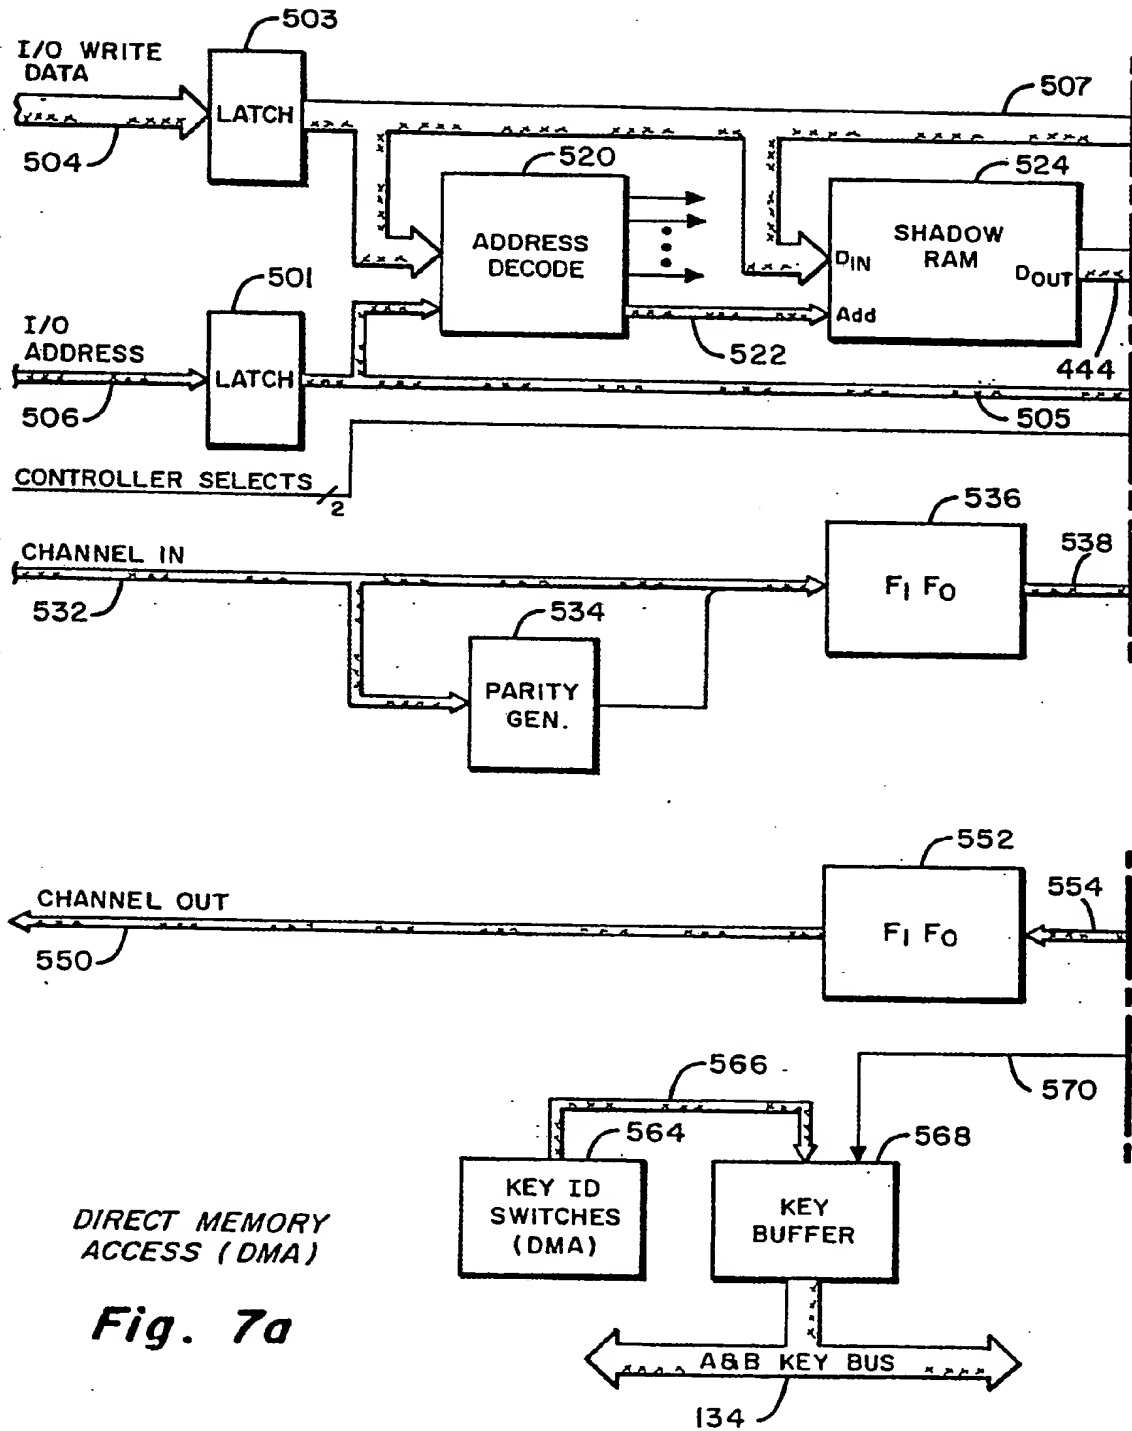 503
I/O WRITE
DATA
LATCH
507
504
520
524
ADDRESS
DECODE
SHADOW
RAM
DIN
DOUT
501
Add
I/O
ADDRESS
LATCH
522
444
506
505
CONTROLLER SELECTS
2
536
538
CHANNEL IN
FI FO
532
534
PARITY
GEN.
552
554
CHANNEL OUT
FI FO
550
566
570
564
568
KEY ID
SWITCHES
(DMA)
KEY
BUFFER
DIRECT MEMORY
ACCESS (DMA)
Fig. 7a
A&B KEY BUS
134